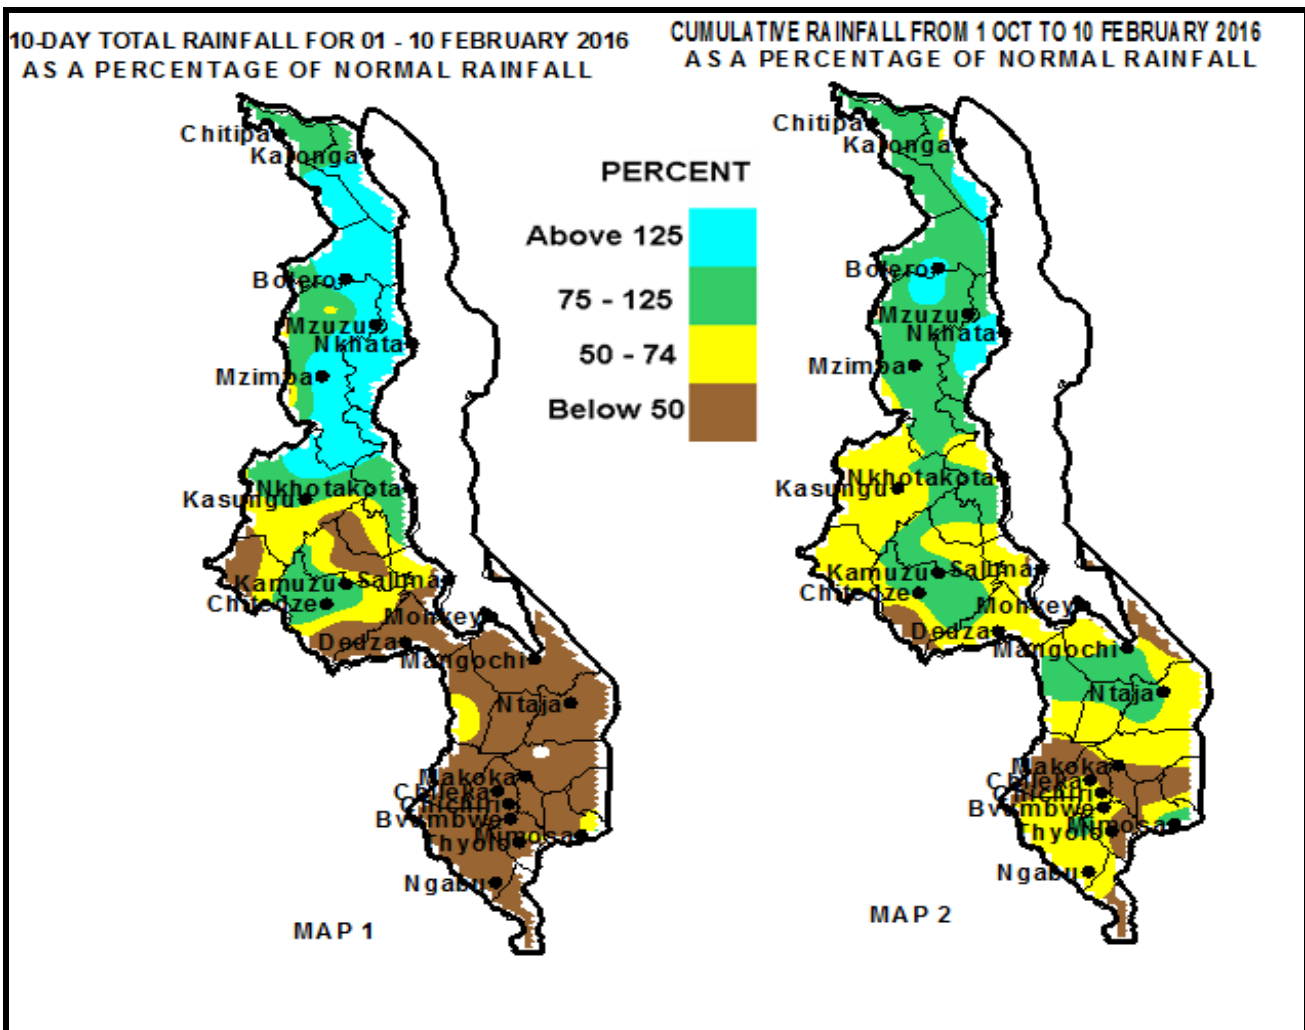 10-DAY TOTAL RAINFALL FOR 01 - 10 FEBRUARY 2016
AS A PERCENTAGE OF NORMAL RAINFALL
CUMULATIVE RAINFALL FROM 1 OCT TO 10 FEBRUARY 2016
AS A PERCENTAGE OF NORMAL RAINFALL
Chitipa
Karonga
Bolero
Mzuzu
Nkhata
Mzimba
Nkhotakota
Kasungu
Kamuzu
Salima
Chitedze
Monkey
Dedza
Mangochi
Ntaja
Makoka
Chileka
Chichiri
Bvumbwe
Mimosa
Thyolo
Ngabu
MAP 1
PERCENT
Above 125
75 - 125
50 - 74
Below 50
Chitipa
Karonga
Bolero
Mzuzu
Nkhata
Mzimba
Nkhotakota
Kasungu
Kamuzu
Salima
Chitedze
Monkey
Dedza
Mangochi
Ntaja
Makoka
Chileka
Chichiri
Bvumbwe
Mimosa
Thyolo
Ngabu
MAP 2